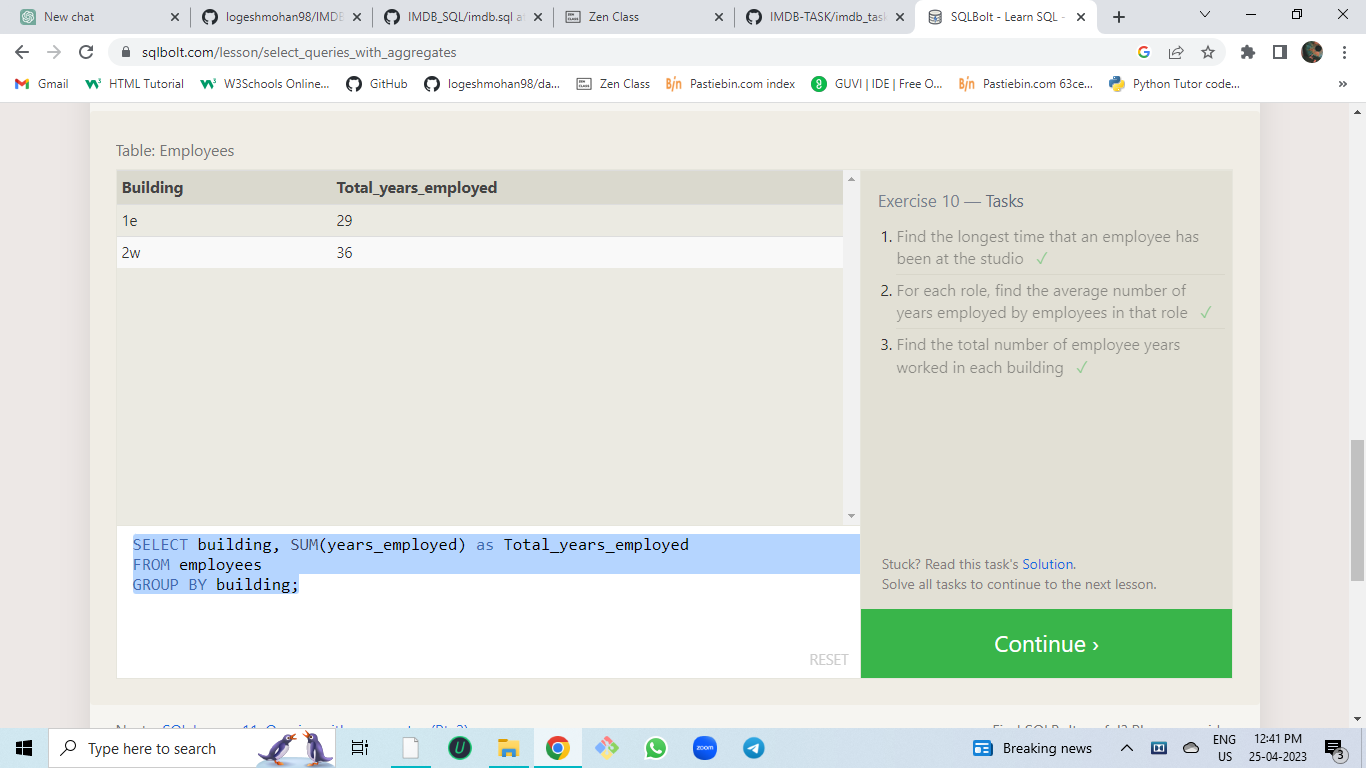 New chat
logeshmohan98/IMDB
IMDB_SQL/imdb.sql a
Zen Class
IMDB-TASK/imdb_tas
SQLBolt - Learn SQL -
sqlbolt.com/lesson/select_queries_with_aggregates
Gmail
HTML Tutorial
W3Schools Online...
GitHub
logeshmohan98/da...
Zen Class
Pastiebin.com index
GUVI | IDE | Free O...
Pastiebin.com 63ce...
Python Tutor code...
»
Table: Employees
Building Total_years_employed
1e 29
2w 36
Exercise 10 — Tasks
1. Find the longest time that an employee has
been at the studio ✓
2. For each role, find the average number of
years employed by employees in that role ✓
3. Find the total number of employee years
worked in each building ✓
SELECT building, SUM(years_employed) as Total_years_employed
FROM employees
GROUP BY building;
RESET
Stuck? Read this task's Solution.
Solve all tasks to continue to the next lesson.
Continue ›
Type here to search
zoom
Breaking news
ENG
US
12:41 PM
25-04-2023
3